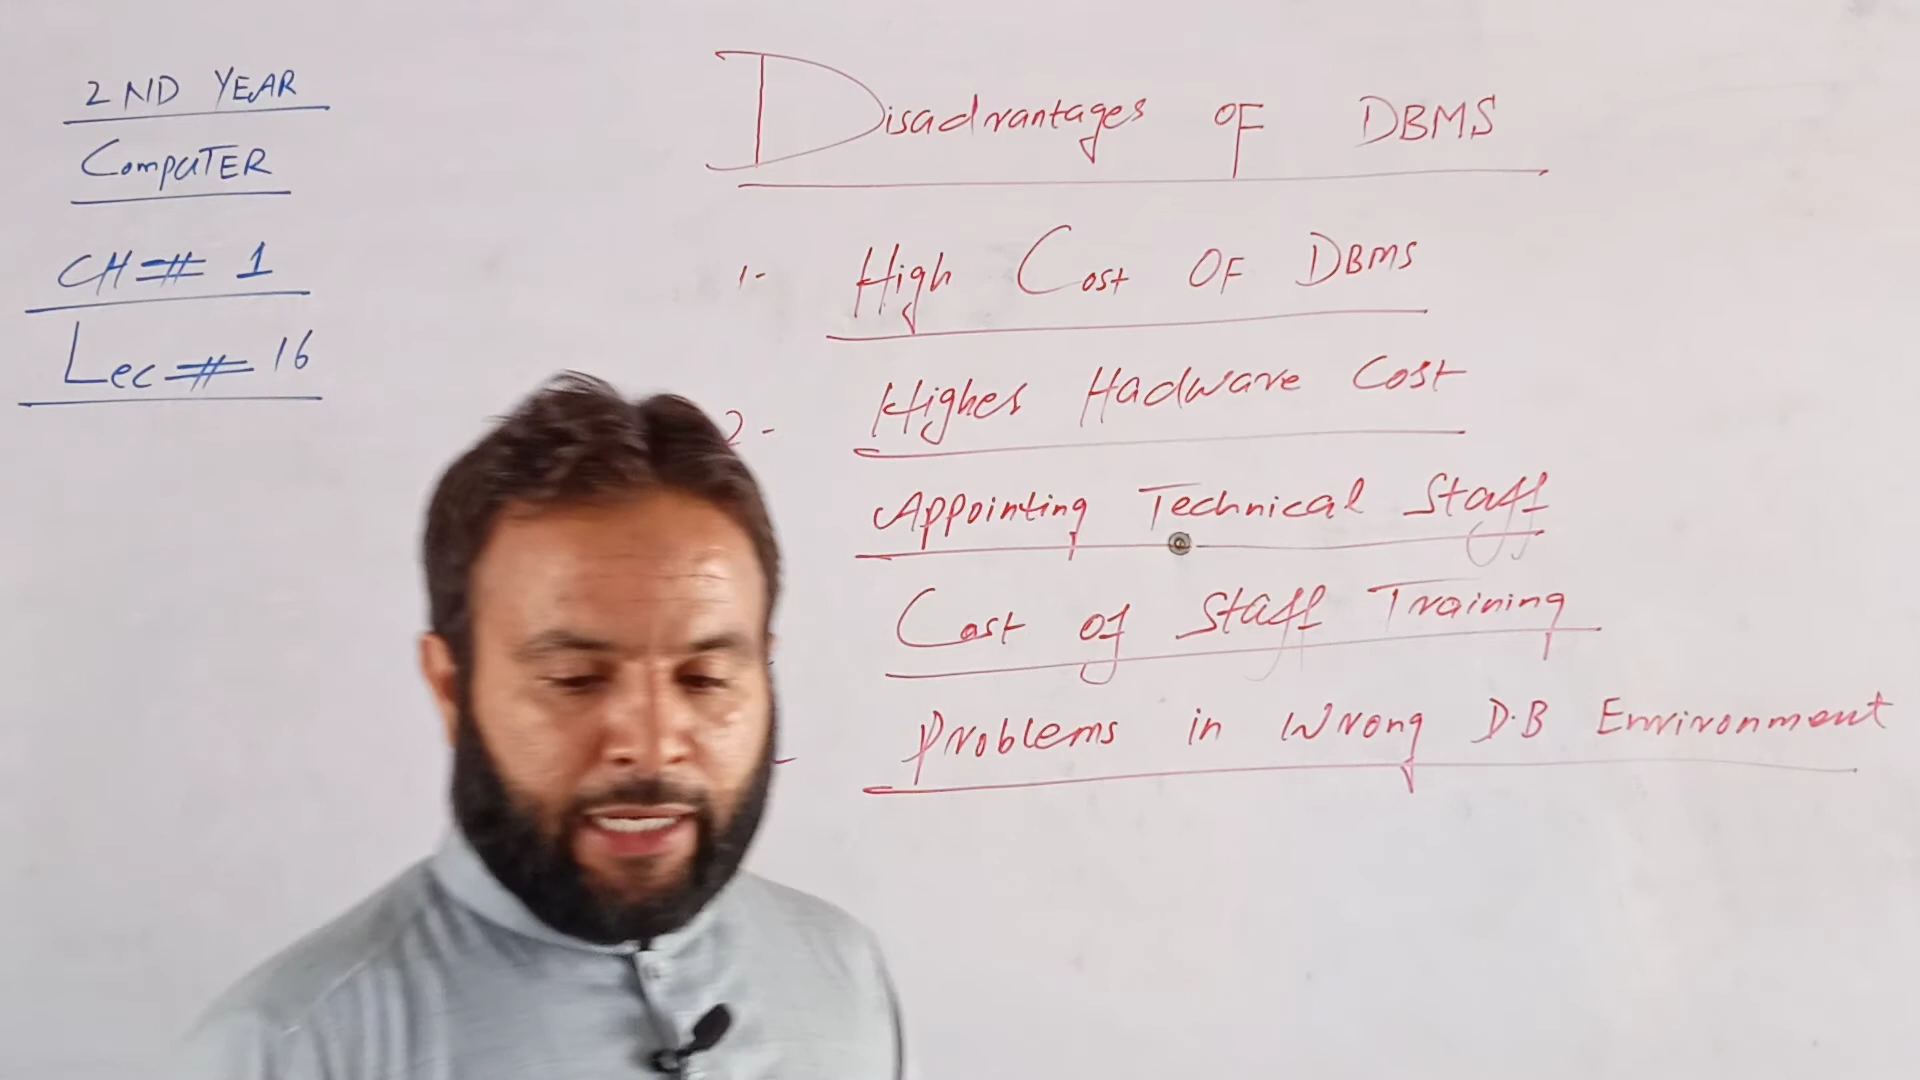 2ND YEAR
COMPUTER
CH # 1
Lec # 16
Disadvantages OF DBMS
1- High Cost OF DBMS
2- Higher Hadware Cost
Appointing Technical Staff
Cost of Staff Training
Problems in Wrong D.B Environment